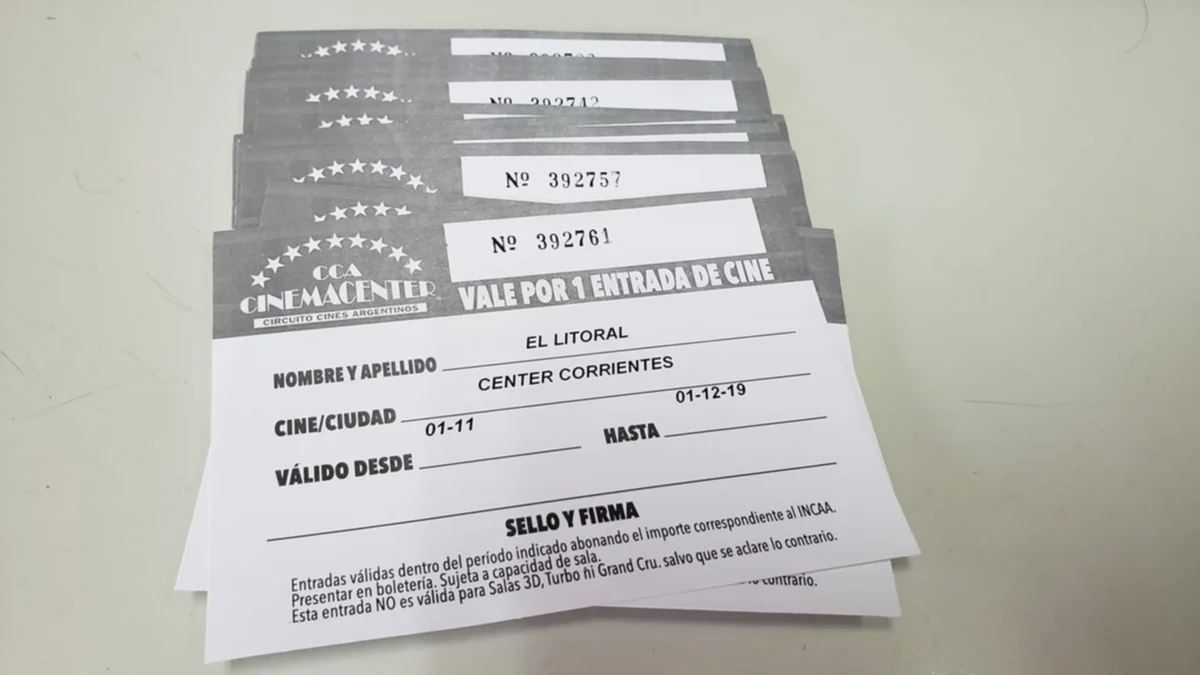 Nº 392742
Nº 392757
Nº 392761
CCA
CINEMACENTER
CIRCUITO CINES ARGENTINOS
VALE POR 1 ENTRADA DE CINE
NOMBRE Y APELLIDO EL LITORAL
CINE/CIUDAD CENTER CORRIENTES
VÁLIDO DESDE 01-11 HASTA 01-12-19
SELLO Y FIRMA
Entradas válidas dentro del período indicado abonando el importe correspondiente al INCAA.
Presentar en boletería. Sujeta a capacidad de sala.
Esta entrada NO es válida para Salas 3D, Turbo ñi Grand Cru. salvo que se aclare lo contrario.
contrario.